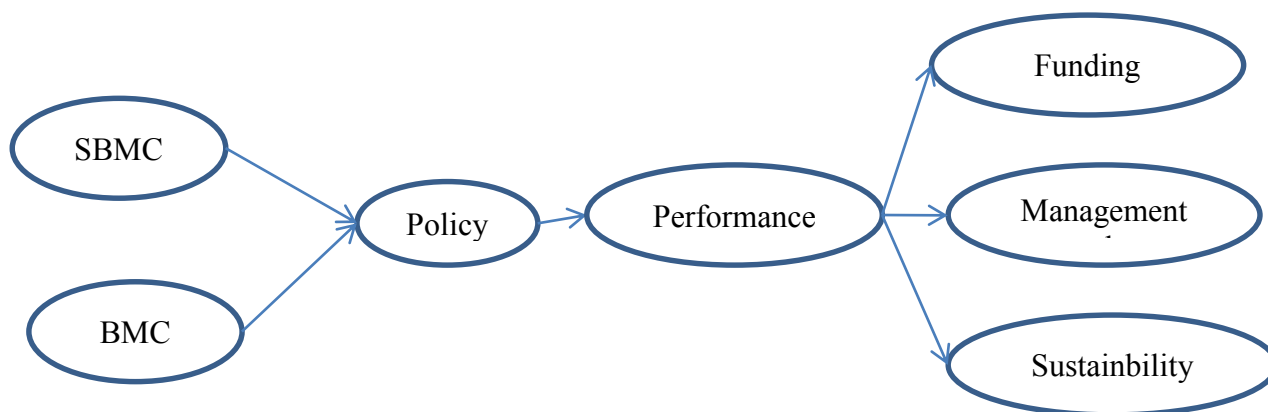 SBMC
BMC
Policy
Performance
Funding
Management
Sustainbility